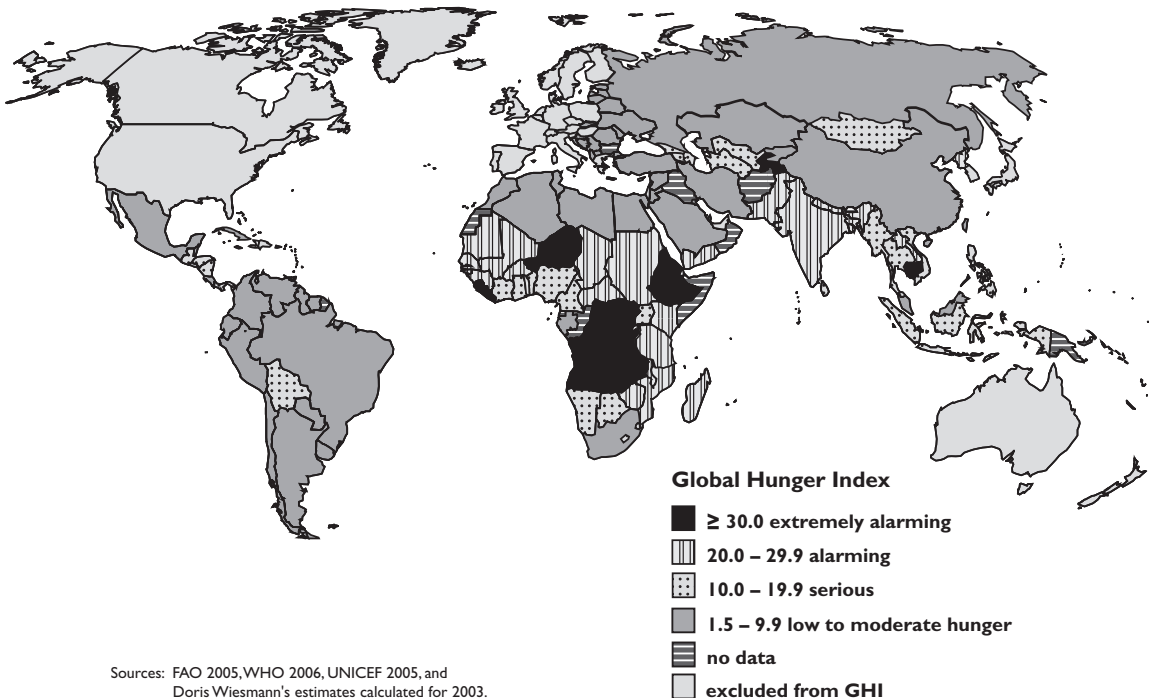 Global Hunger Index
≥ 30.0 extremely alarming
20.0 – 29.9 alarming
10.0 – 19.9 serious
1.5 – 9.9 low to moderate hunger
no data
excluded from GHI
Sources: FAO 2005,WHO 2006, UNICEF 2005, and
Doris Wiesmann's estimates calculated for 2003.